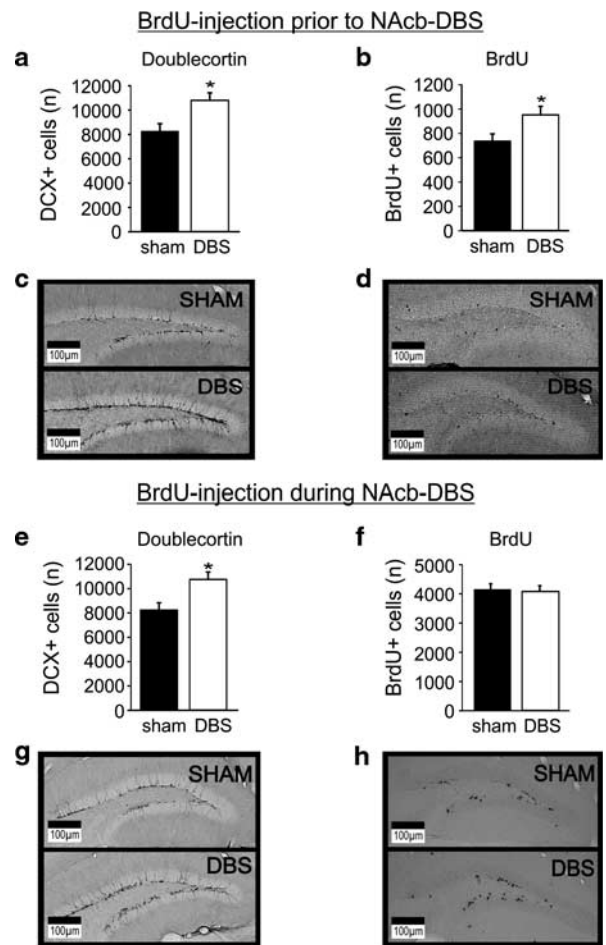 BrdU-injection prior to NAcb-DBS
a
Doublecortin
DCX+ cells (n)
12000
10000
8000
6000
4000
2000
0
*
sham DBS
b
BrdU
BrdU+ cells (n)
1200
1000
800
600
400
200
0
*
sham DBS
c
SHAM
100µm
DBS
100µm
d
SHAM
100µm
DBS
100µm
BrdU-injection during NAcb-DBS
e
Doublecortin
DCX+ cells (n)
12000
10000
8000
6000
4000
2000
0
*
sham DBS
f
BrdU
BrdU+ cells (n)
5000
4000
3000
2000
1000
0
sham DBS
g
SHAM
100µm
DBS
100µm
h
SHAM
100µm
DBS
100µm